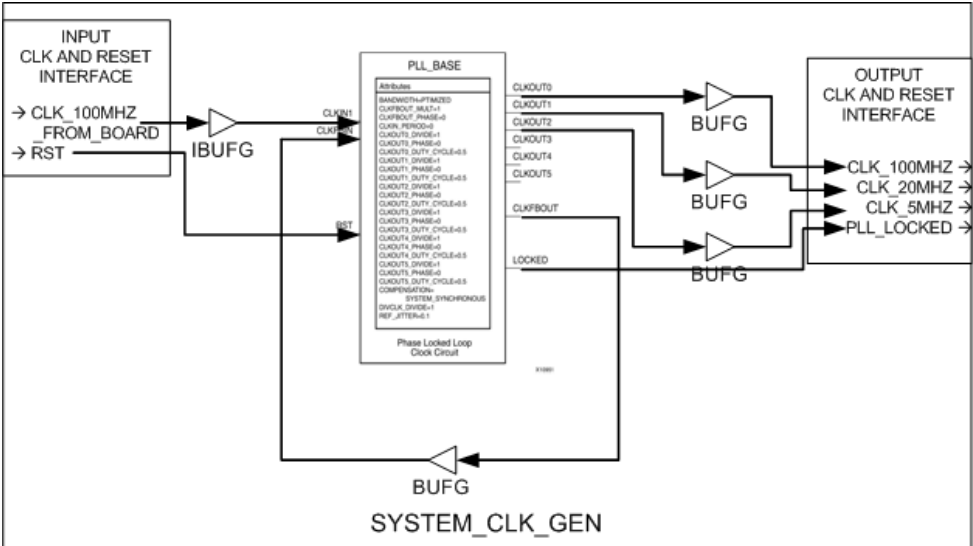 INPUT
CLK AND RESET
INTERFACE
→ CLK_100MHZ
_FROM_BOARD
→ RST
IBUFG
CLKIN1
CLKFBIN
RST
PLL_BASE
Attributes
BANDWIDTH=PTIMIZED
CLKFBOUT_MULT=1
CLKFBOUT_PHASE=0
CLKIN_PERIOD=0
CLKOUT0_DIVIDE=1
CLKOUT0_PHASE=0
CLKOUT0_DUTY_CYCLE=0.5
CLKOUT1_DIVIDE=1
CLKOUT1_PHASE=0
CLKOUT1_DUTY_CYCLE=0.5
CLKOUT2_DIVIDE=1
CLKOUT2_PHASE=0
CLKOUT2_DUTY_CYCLE=0.5
CLKOUT3_DIVIDE=1
CLKOUT3_PHASE=0
CLKOUT3_DUTY_CYCLE=0.5
CLKOUT4_DIVIDE=1
CLKOUT4_PHASE=0
CLKOUT4_DUTY_CYCLE=0.5
CLKOUT5_DIVIDE=1
CLKOUT5_PHASE=0
CLKOUT5_DUTY_CYCLE=0.5
COMPENSATION=
SYSTEM_SYNCHRONOUS
DIVCLK_DIVIDE=1
REF_JITTER=0.1
Phase Locked Loop
Clock Circuit
CLKOUT0
CLKOUT1
CLKOUT2
CLKOUT3
CLKOUT4
CLKOUT5
CLKFBOUT
LOCKED
BUFG
BUFG
BUFG
OUTPUT
CLK AND RESET
INTERFACE
CLK_100MHZ →
CLK_20MHZ →
CLK_5MHZ →
PLL_LOCKED →
BUFG
SYSTEM_CLK_GEN